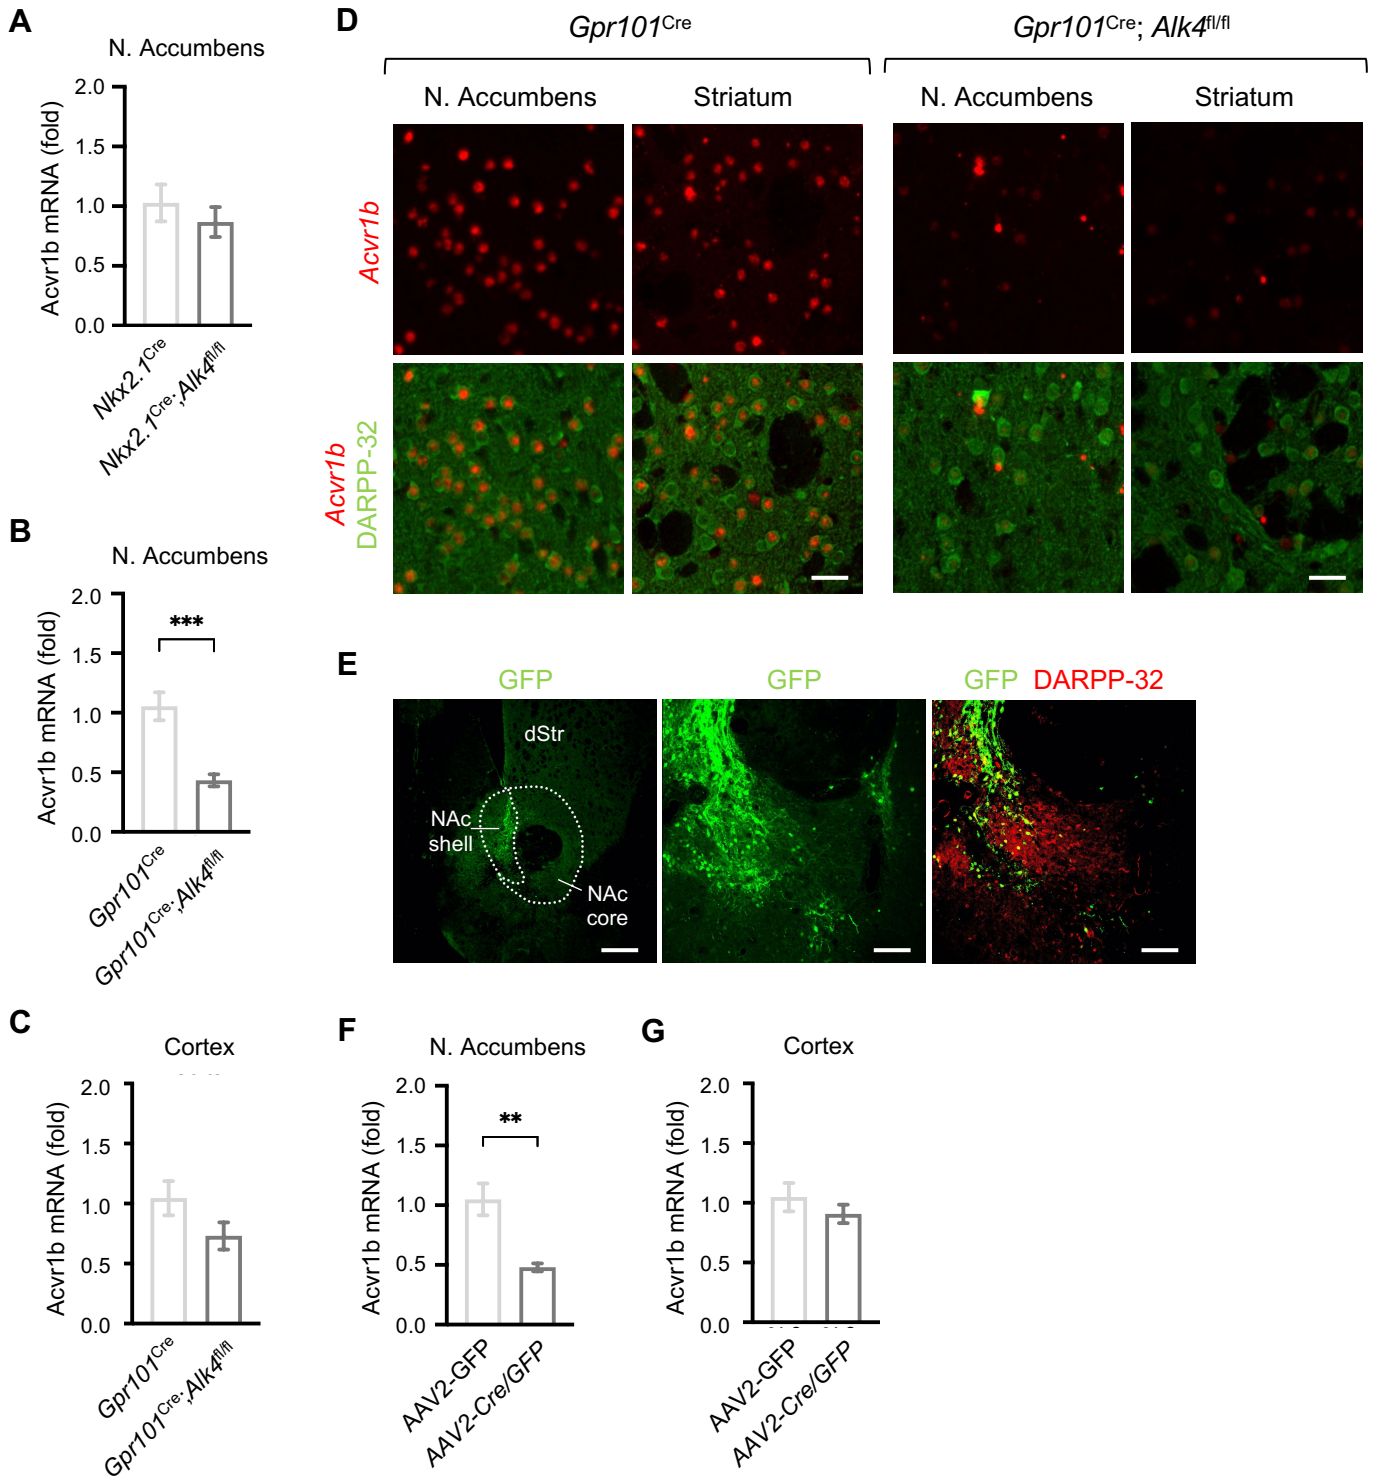 A
N. Accumbens
Acvr1b mRNA (fold)
2.0
1.5
1.0
0.5
0.0
Nkx2.1Cre
Nkx2.1Cre;Alk4fl/fl
B
N. Accumbens
Acvr1b mRNA (fold)
2.0
1.5
1.0
0.5
0.0
***
Gpr101Cre
Gpr101Cre;Alk4fl/fl
C
Cortex
Acvr1b mRNA (fold)
2.0
1.5
1.0
0.5
0.0
Gpr101Cre
Gpr101Cre;Alk4fl/fl
D
Gpr101Cre
Gpr101Cre; Alk4fl/fl
N. Accumbens
Striatum
N. Accumbens
Striatum
Acvr1b
Acvr1b
DARPP-32
E
GFP
GFP
GFP DARPP-32
dStr
NAc
shell
NAc
core
F
N. Accumbens
Acvr1b mRNA (fold)
2.0
1.5
1.0
0.5
0.0
**
AAV2-GFP
AAV2-Cre/GFP
G
Cortex
Acvr1b mRNA (fold)
2.0
1.5
1.0
0.5
0.0
AAV2-GFP
AAV2-Cre/GFP